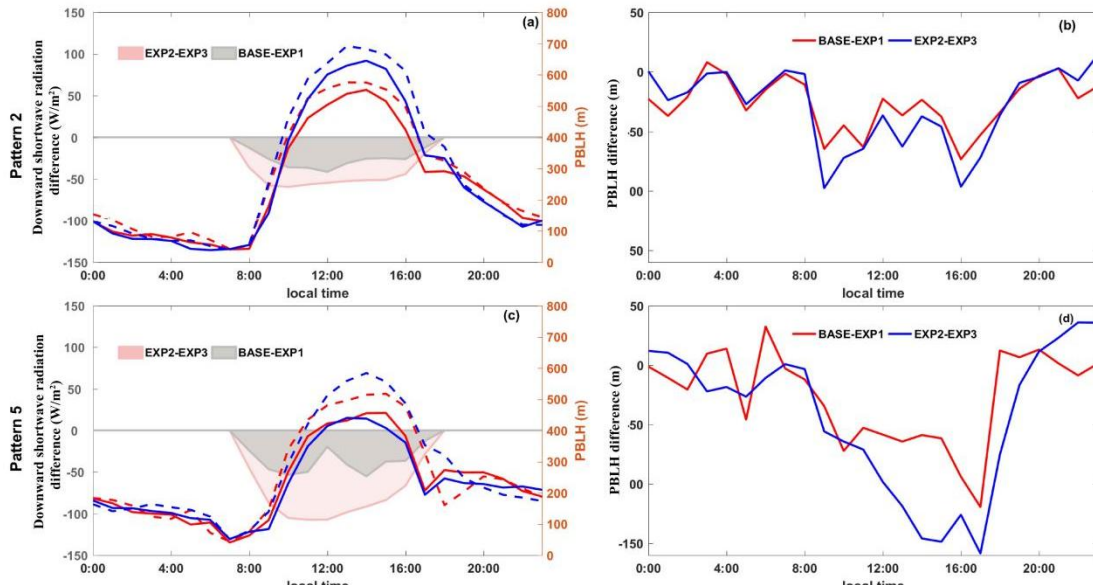 (a)
EXP2-EXP3 BASE-EXP1
Pattern 2
Downward shortwave radiation
difference (W/m²)
150
100
50
0
-50
-100
-150
800
700
600
500
400
300
200
100
0
PBLH (m)
0:00 4:00 8:00 12:00 16:00 20:00
local time
(b)
BASE-EXP1 EXP2-EXP3
PBLH difference (m)
50
0
-50
00
50
0:00 4:00 8:00 12:00 16:00 20:00
local time
(c)
EXP2-EXP3 BASE-EXP1
Pattern 5
Downward shortwave radiation
difference (W/m²)
150
100
50
0
-50
-100
-150
800
700
600
500
400
300
200
100
0
PBLH (m)
0:00 4:00 8:00 12:00 16:00 20:00
local time
(d)
BASE-EXP1 EXP2-EXP3
PBLH difference (m)
50
0
-50
00
-150
0:00 4:00 8:00 12:00 16:00 20:00
local time